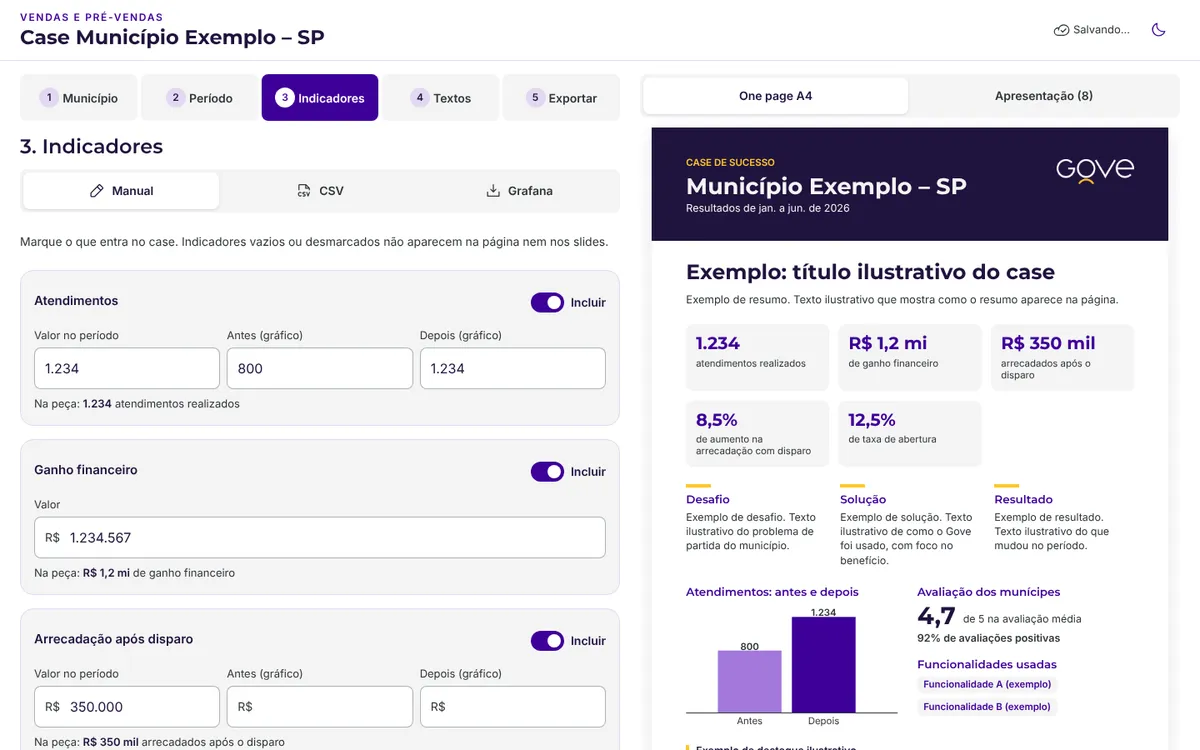 VENDAS E PRÉ-VENDAS
Case Município Exemplo – SP
Salvando...
1 Município
2 Período
3 Indicadores
4 Textos
5 Exportar
3. Indicadores
Manual
CSV CSV
Grafana
Marque o que entra no case. Indicadores vazios ou desmarcados não aparecem na página nem nos slides.
Atendimentos
Incluir
Valor no período
Antes (gráfico)
Depois (gráfico)
1.234
800
1.234
Na peça: 1.234 atendimentos realizados
Ganho financeiro
Incluir
Valor
R$ 1.234.567
Na peça: R$ 1,2 mi de ganho financeiro
Arrecadação após disparo
Incluir
Valor no período
Antes (gráfico)
Depois (gráfico)
R$ 350.000
R$
R$
Na peça: R$ 350 mil arrecadados após o disparo
One page A4
Apresentação (8)
CASE DE SUCESSO
Município Exemplo – SP
Resultados de jan. a jun. de 2026
GOVE
Exemplo: título ilustrativo do case
Exemplo de resumo. Texto ilustrativo que mostra como o resumo aparece na página.
1.234
atendimentos realizados
R$ 1,2 mi
de ganho financeiro
R$ 350 mil
arrecadados após o
disparo
8,5%
de aumento na
arrecadação com disparo
12,5%
de taxa de abertura
Desafio
Exemplo de desafio. Texto
ilustrativo do problema de
partida do município.
Solução
Exemplo de solução. Texto
ilustrativo de como o Gove
foi usado, com foco no
benefício.
Resultado
Exemplo de resultado.
Texto ilustrativo do que
mudou no período.
Atendimentos: antes e depois
800
1.234
Antes
Depois
Avaliação dos munícipes
4,7 de 5 na avaliação média
92% de avaliações positivas
Funcionalidades usadas
Funcionalidade A (exemplo)
Funcionalidade B (exemplo)
Exemplo de destaque ilustrativo